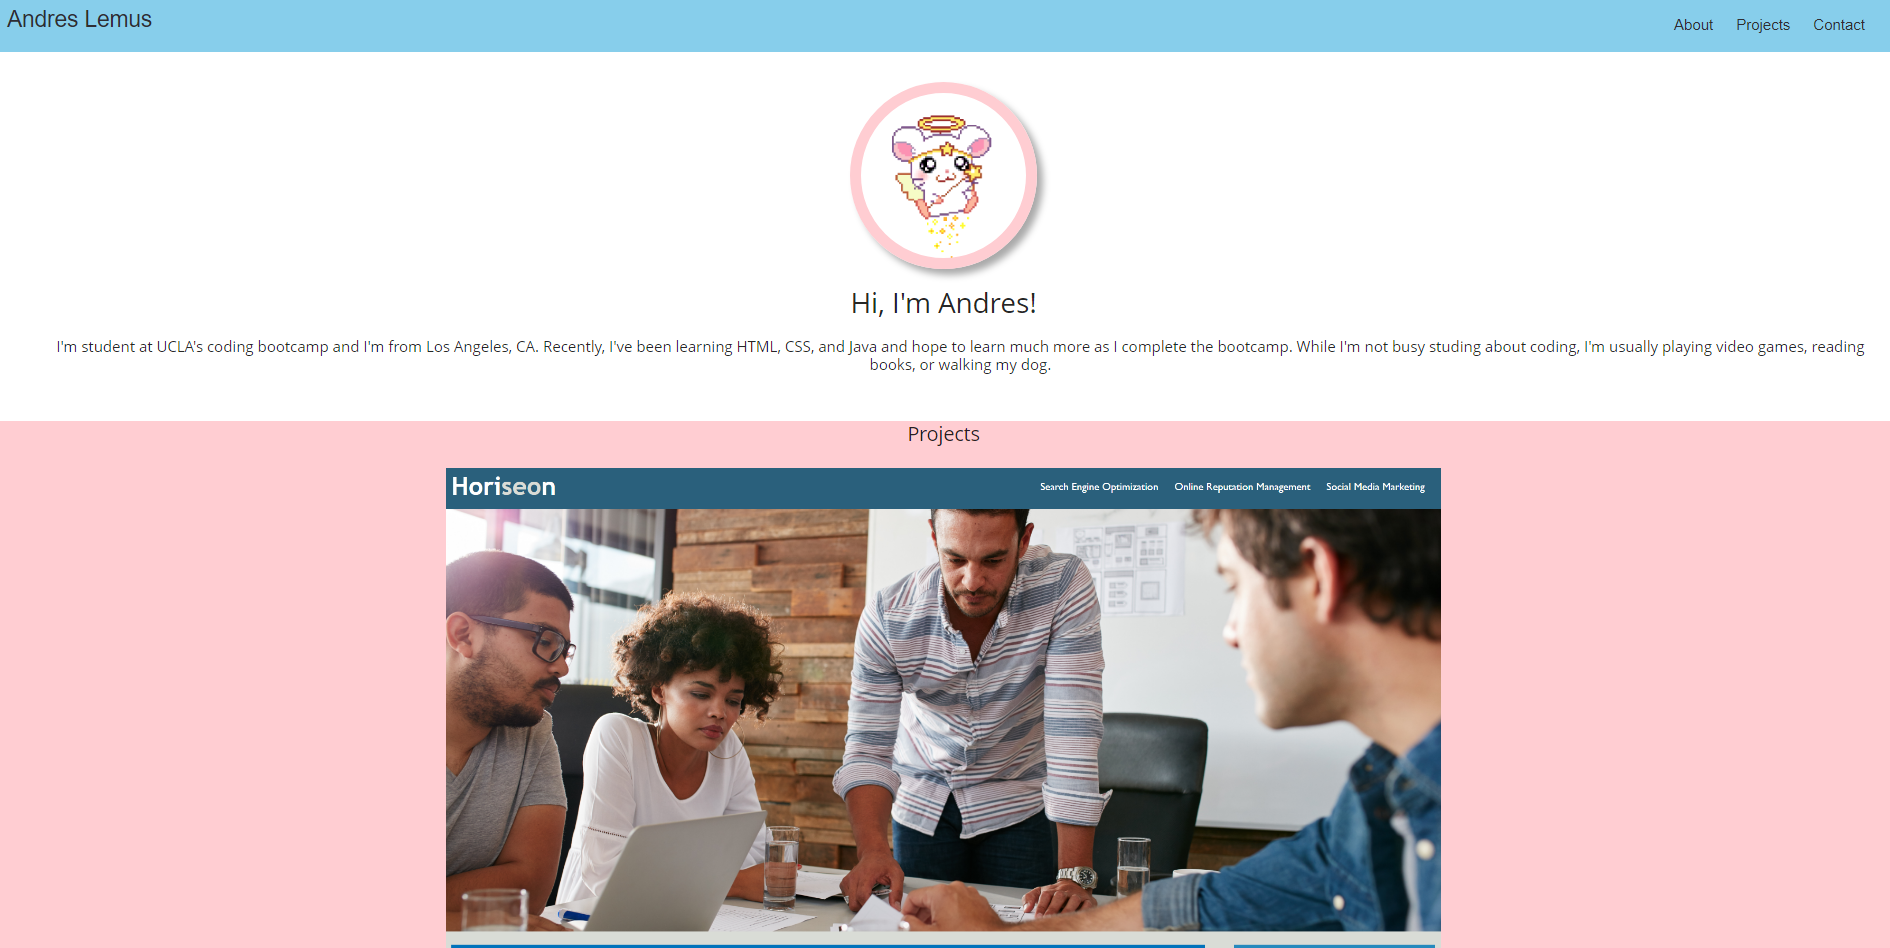 Andres Lemus
About Projects Contact
Hi, I'm Andres!
I'm student at UCLA's coding bootcamp and I'm from Los Angeles, CA. Recently, I've been learning HTML, CSS, and Java and hope to learn much more as I complete the bootcamp. While I'm not busy studing about coding, I'm usually playing video games, reading
books, or walking my dog.
Projects
Horiseon
Search Engine Optimization Online Reputation Management Social Media Marketing